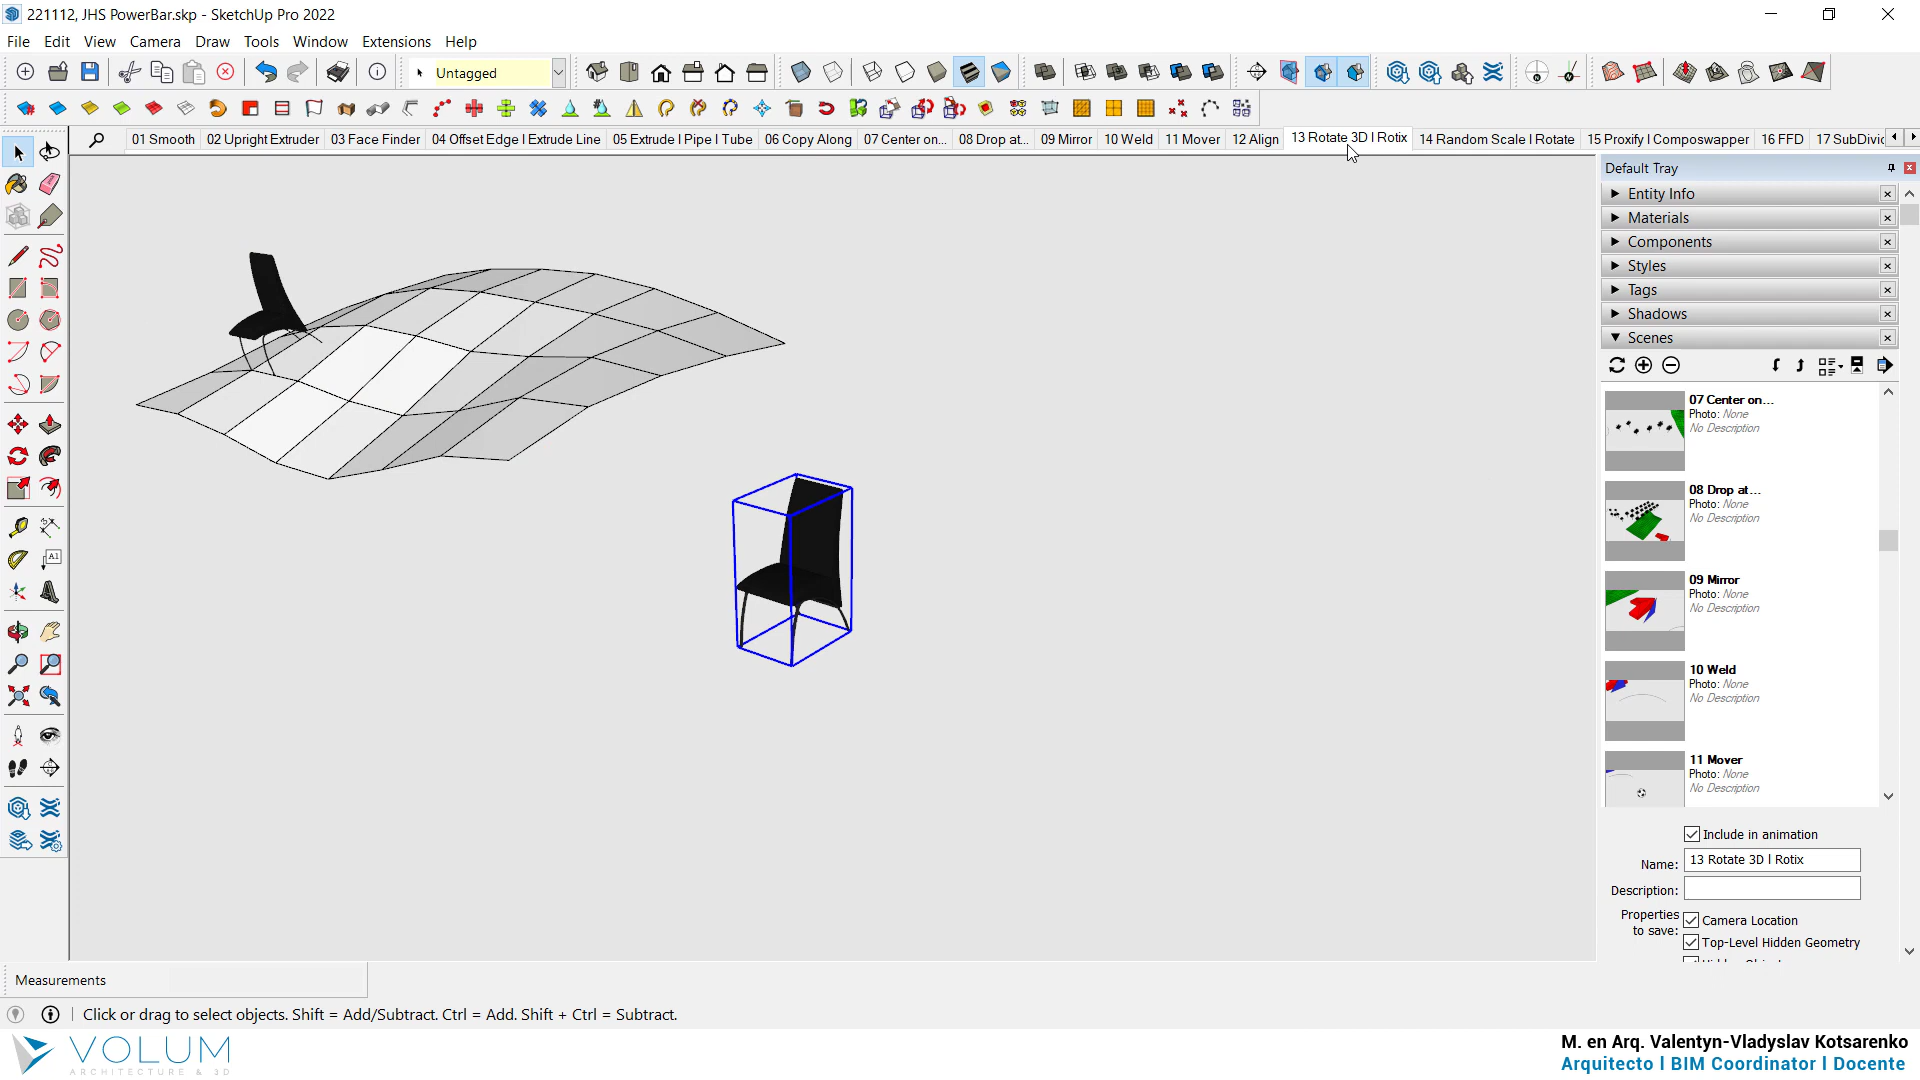 221112, JHS PowerBar.skp - SketchUp Pro 2022
File Edit View Camera Draw Tools Window Extensions Help
Untagged
01 Smooth 02 Upright Extruder 03 Face Finder 04 Offset Edge | Extrude Line 05 Extrude | Pipe | Tube 06 Copy Along 07 Center on... 08 Drop at... 09 Mirror 10 Weld 11 Mover 12 Align 13 Rotate 3D | Rotix 14 Random Scale | Rotate 15 Proxify | Composwapper 16 FFD 17 SubDivi
Default Tray
Entity Info
Materials
Components
Styles
Tags
Shadows
Scenes
07 Center on...
Photo: None
No Description
08 Drop at...
Photo: None
No Description
09 Mirror
Photo: None
No Description
10 Weld
Photo: None
No Description
11 Mover
Photo: None
No Description
Include in animation
Name: 13 Rotate 3D | Rotix
Description:
Properties to save:
Camera Location
Top-Level Hidden Geometry
A1
Measurements
Click or drag to select objects. Shift = Add/Subtract. Ctrl = Add. Shift + Ctrl = Subtract.
VOLUM
ARCHITECTURE & 3D
M. en Arq. Valentyn-Vladyslav Kotsarenko
Arquitecto | BIM Coordinator | Docente